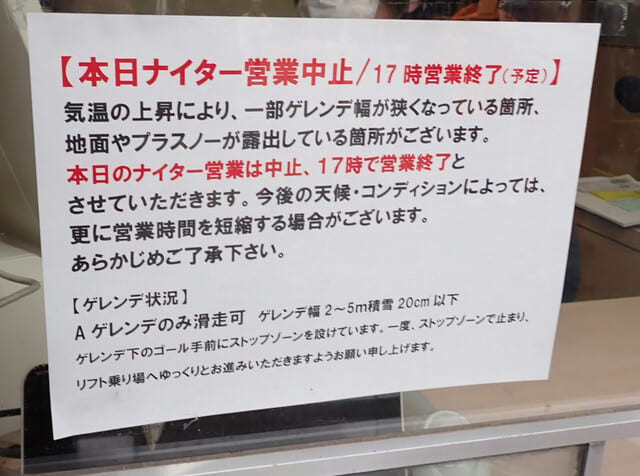 【本日ナイター営業中止/17時営業終了(予定)】
気温の上昇により、一部ゲレンデ幅が狭くなっている箇所、
地面やプラスノーが露出している箇所がございます。
本日のナイター営業は中止、17時で営業終了と
させていただきます。今後の天候・コンディションによっては、
更に営業時間を短縮する場合がございます。
あらかじめご了承下さい。
【ゲレンデ状況】
Aゲレンデのみ滑走可 ゲレンデ幅2～5m積雪20cm以下
ゲレンデ下のゴール手前にストップゾーンを設けています。一度、ストップゾーンで止まり、
リフト乗り場へゆっくりとお進みいただきますようお願い申し上げます。